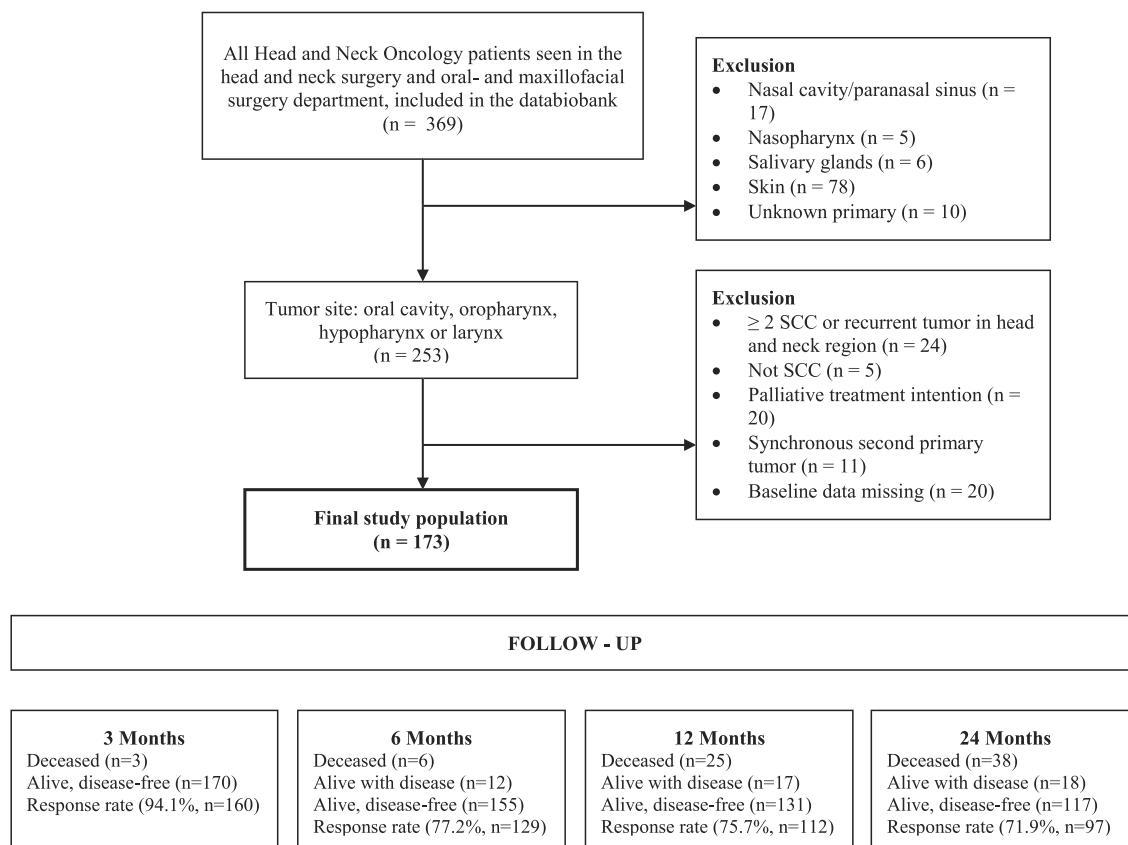 All Head and Neck Oncology patients seen in the
head and neck surgery and oral- and maxillofacial
surgery department, included in the databiobank
(n = 369)
Exclusion
• Nasal cavity/paranasal sinus (n =
17)
• Nasopharynx (n = 5)
• Salivary glands (n = 6)
• Skin (n = 78)
• Unknown primary (n = 10)
Tumor site: oral cavity, oropharynx,
hypopharynx or larynx
(n = 253)
Exclusion
• ≥ 2 SCC or recurrent tumor in head
and neck region (n = 24)
• Not SCC (n = 5)
• Palliative treatment intention (n =
20)
• Synchronous second primary
tumor (n = 11)
• Baseline data missing (n = 20)
Final study population
(n = 173)
FOLLOW - UP
3 Months
Deceased (n=3)
Alive, disease-free (n=170)
Response rate (94.1%, n=160)
6 Months
Deceased (n=6)
Alive with disease (n=12)
Alive, disease-free (n=155)
Response rate (77.2%, n=129)
12 Months
Deceased (n=25)
Alive with disease (n=17)
Alive, disease-free (n=131)
Response rate (75.7%, n=112)
24 Months
Deceased (n=38)
Alive with disease (n=18)
Alive, disease-free (n=117)
Response rate (71.9%, n=97)